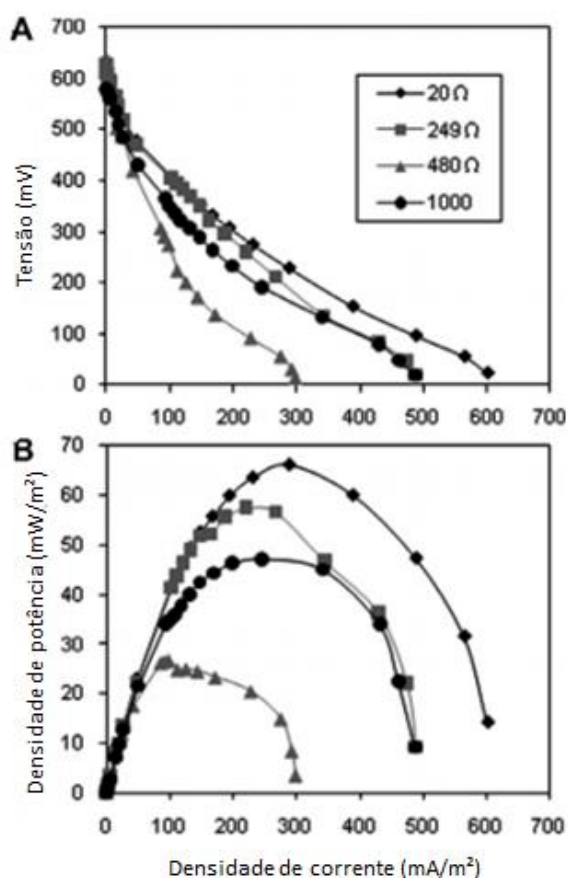 A
700
600
500
400
300
200
100
0
Tensão (mV)
20 Ω
249 Ω
480 Ω
1000
0 100 200 300 400 500 600 700
B
70
60
50
40
30
20
10
0
Densidade de potência (mW/m²)
0 100 200 300 400 500 600 700
Densidade de corrente (mA/m²)